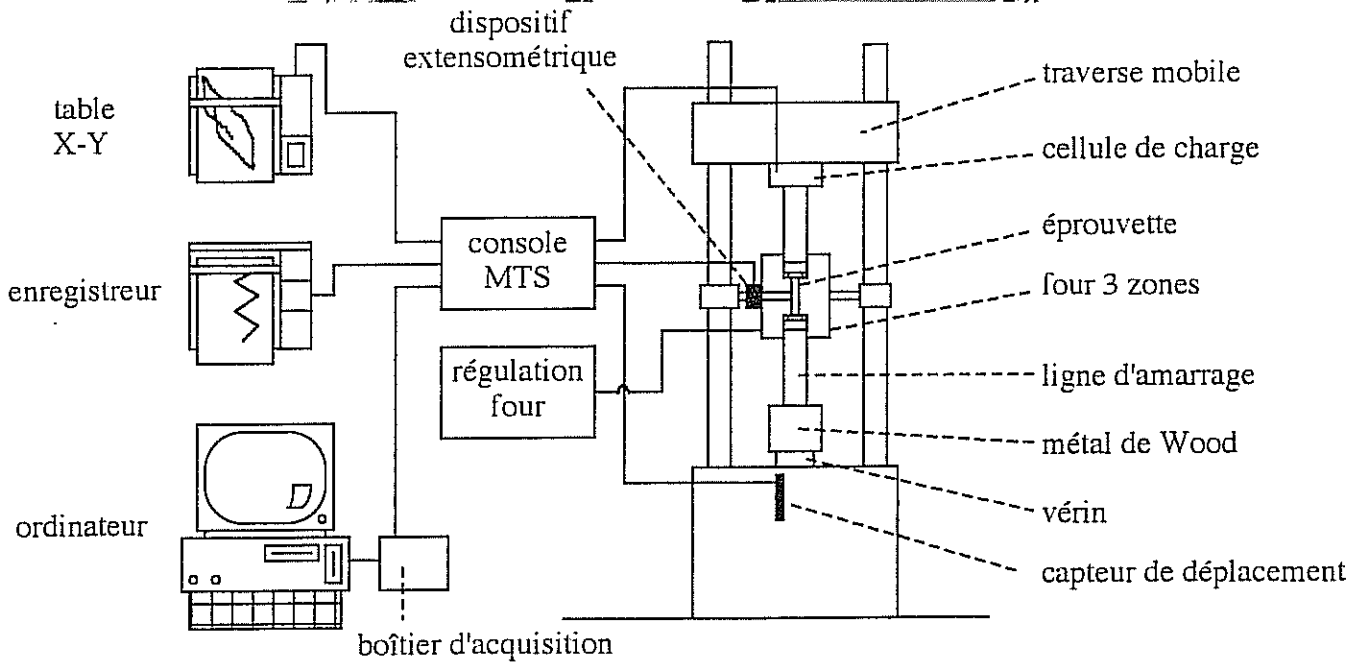 dispositif
extensométrique
table
X-Y
enregistreur
ordinateur
console
MTS
régulation
four
boîtier d'acquisition
traverse mobile
cellule de charge
éprouvette
four 3 zones
ligne d'amarrage
métal de Wood
vérin
capteur de déplacement